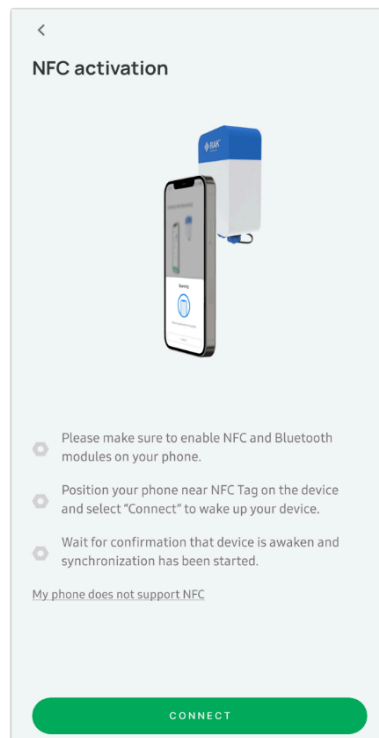 NFC activation
RAK
Please make sure to enable NFC and Bluetooth
modules on your phone.
Position your phone near NFC Tag on the device
and select "Connect" to wake up your device.
Wait for confirmation that device is awaken and
synchronization has been started.
My phone does not support NFC
CONNECT